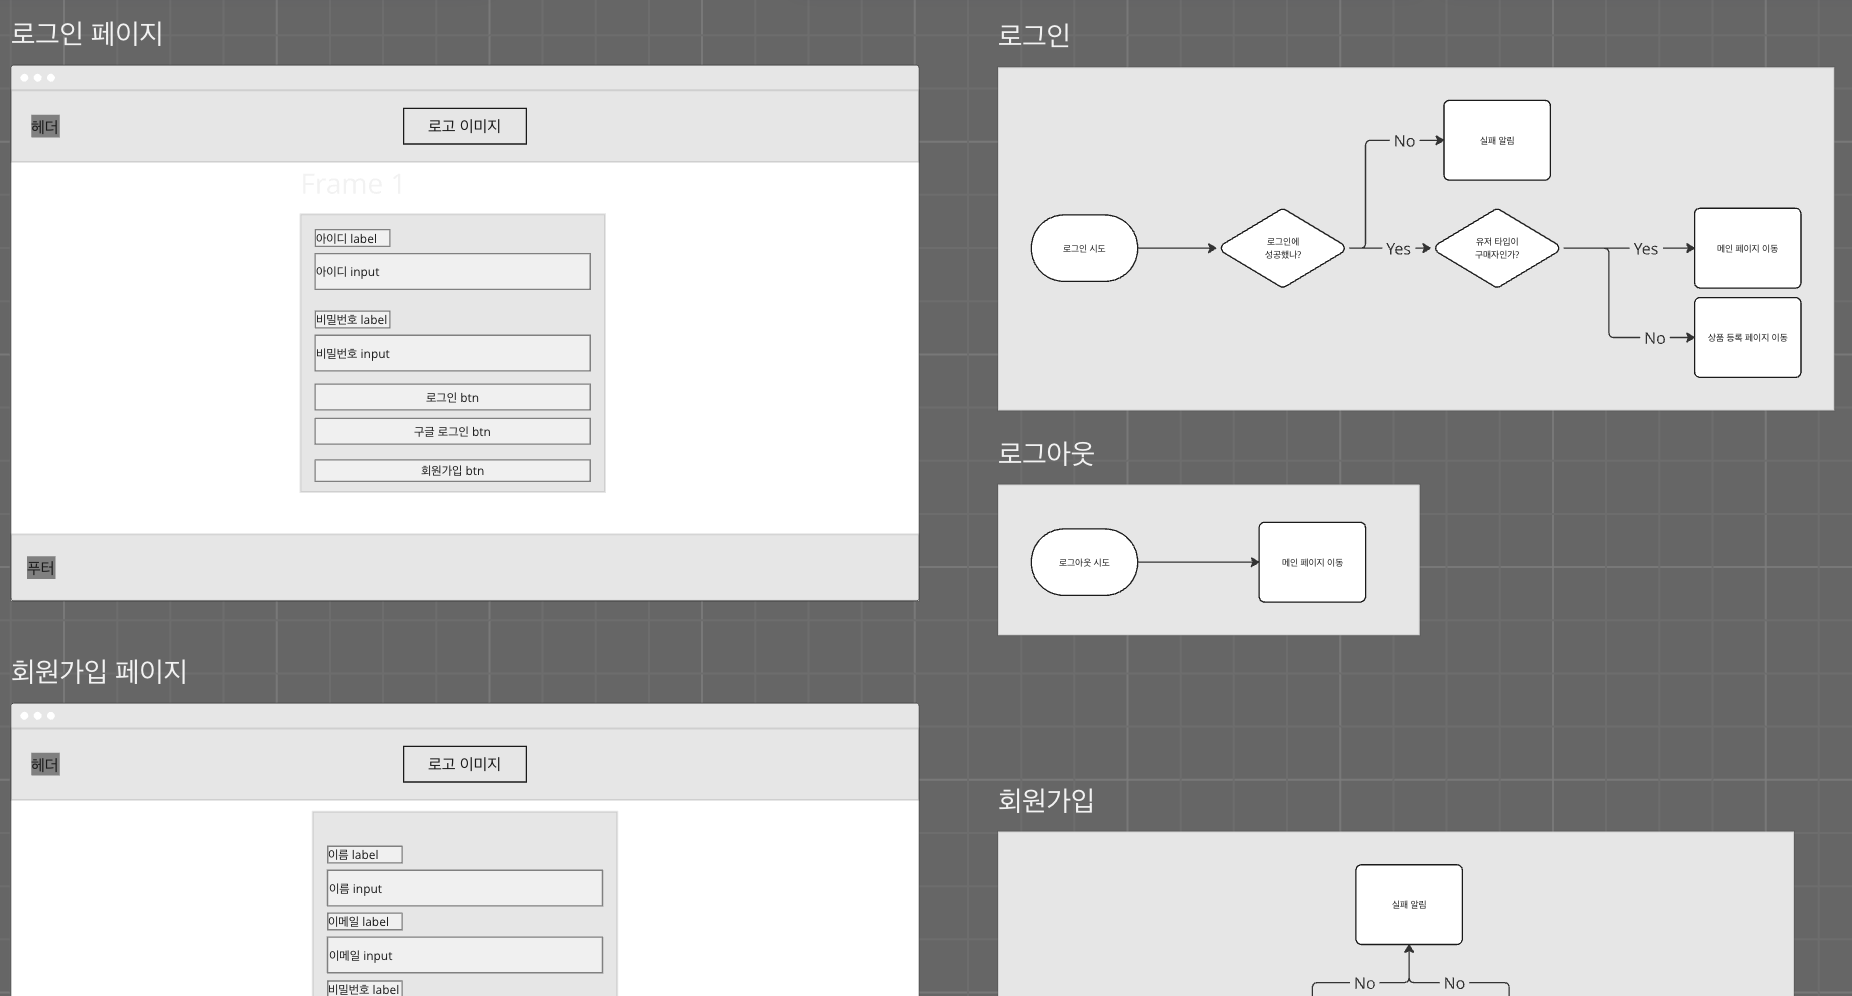 로그인 페이지
헤더
로고 이미지
Frame 1
아이디 label
아이디 input
비밀번호 label
비밀번호 input
로그인 btn
구글 로그인 btn
회원가입 btn
푸터
회원가입 페이지
헤더
로고 이미지
이름 label
이름 input
이메일 label
이메일 input
비밀번호 label
로그인
로그인 시도
로그인에
성공했나?
No
실패 알림
Yes
유저 타입이
구매자인가?
Yes
메인 페이지 이동
No
상품 등록 페이지 이동
로그아웃
로그아웃 시도
메인 페이지 이동
회원가입
실패 알림
No
No